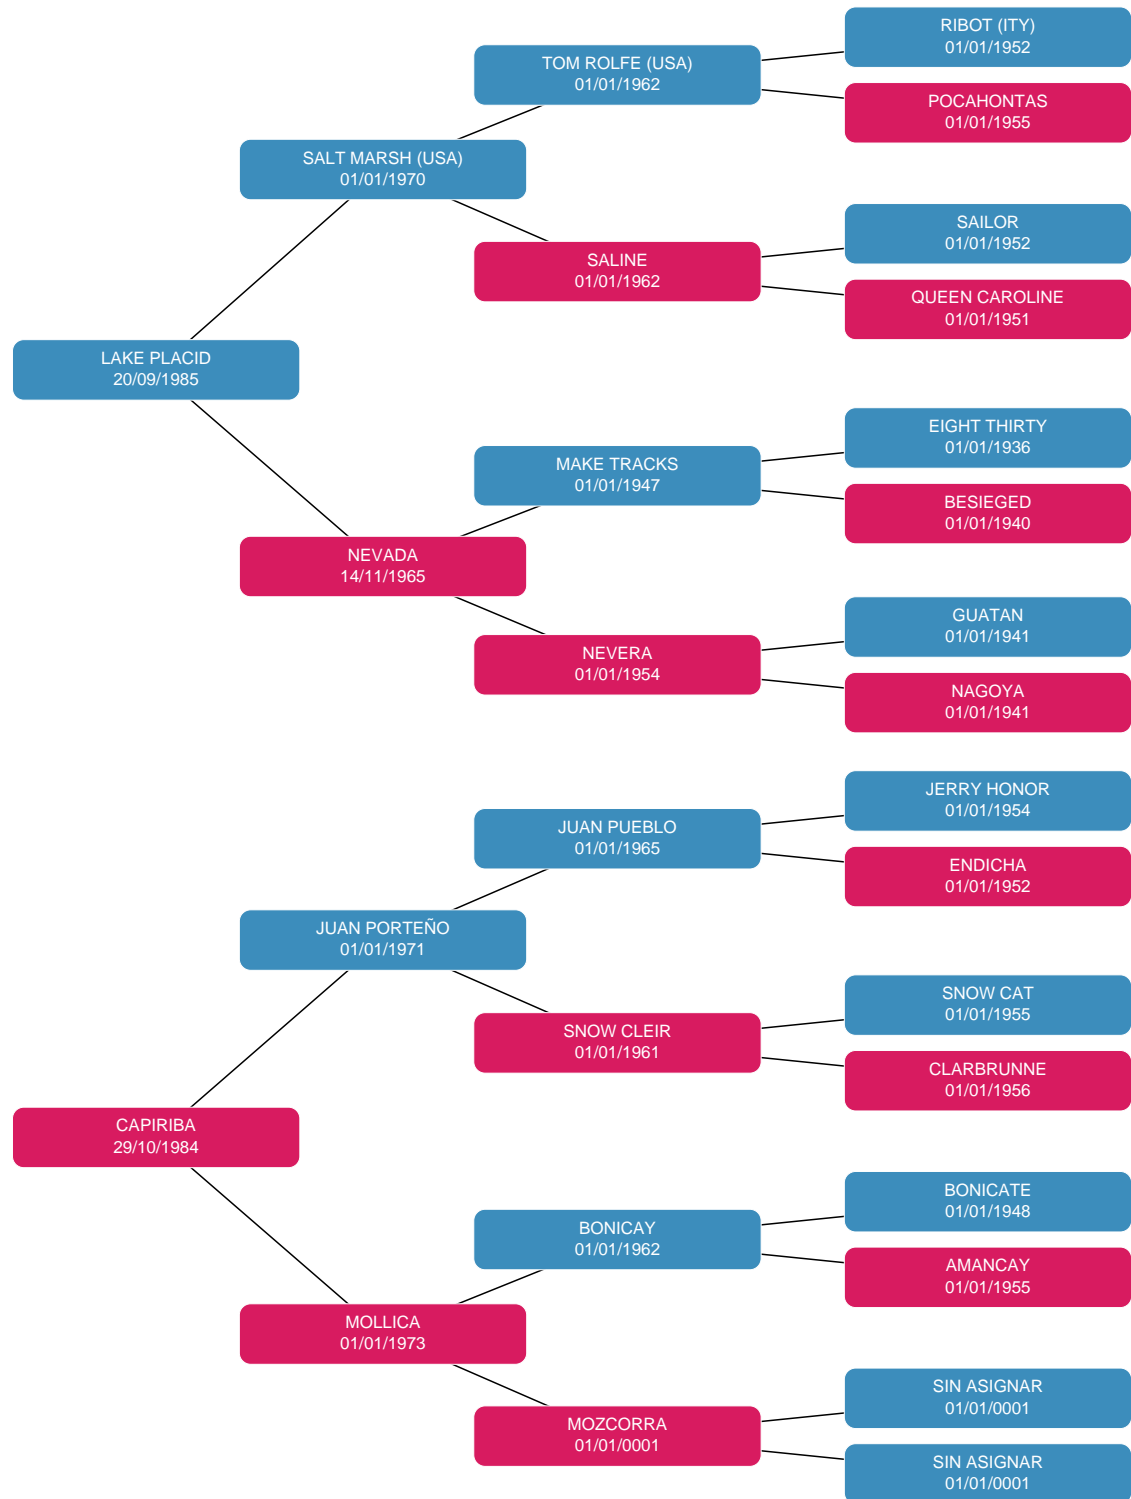 RIBOT (ITY)
01/01/1952
TOM ROLFE (USA)
01/01/1962
POCAHONTAS
01/01/1955
SALT MARSH (USA)
01/01/1970
SAILOR
01/01/1952
SALINE
01/01/1962
QUEEN CAROLINE
01/01/1951
LAKE PLACID
20/09/1985
EIGHT THIRTY
01/01/1936
MAKE TRACKS
01/01/1947
BESIEGED
01/01/1940
NEVADA
14/11/1965
GUATAN
01/01/1941
NEVERA
01/01/1954
NAGOYA
01/01/1941
JERRY HONOR
01/01/1954
JUAN PUEBLO
01/01/1965
ENDICHA
01/01/1952
JUAN PORTEÑO
01/01/1971
SNOW CAT
01/01/1955
SNOW CLEIR
01/01/1961
CLARBRUNNE
01/01/1956
CAPIRIBA
29/10/1984
BONICATE
01/01/1948
BONICAY
01/01/1962
AMANCAY
01/01/1955
MOLLICA
01/01/1973
SIN ASIGNAR
01/01/0001
MOZCORRA
01/01/0001
SIN ASIGNAR
01/01/0001